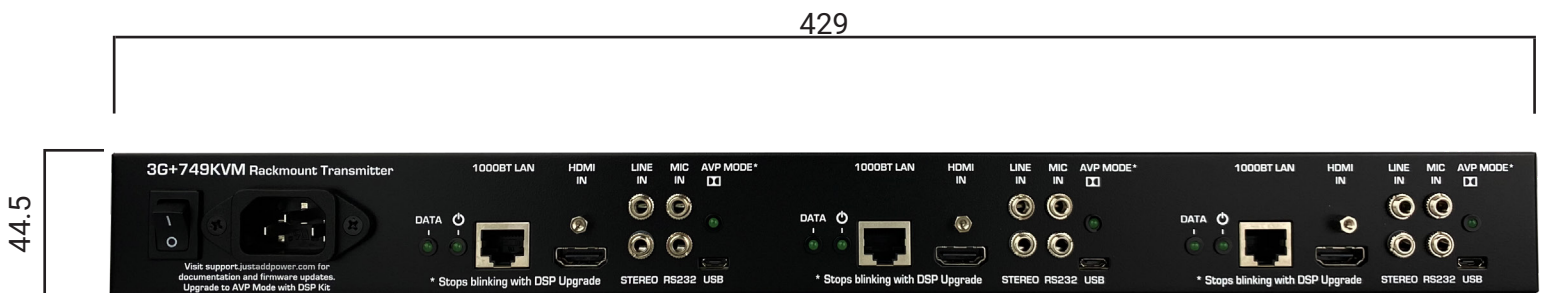 429
44.5
3G+749KVM Rackmount Transmitter
Visit support.justaddpower.com for
documentation and firmware updates.
Upgrade to AVP Mode with DSP Kit
1000BT LAN
HDMI
IN
LINE
IN
MIC
IN
AVP MODE*
DATA
* Stops blinking with DSP Upgrade
STEREO RS232 USB
1000BT LAN
HDMI
IN
LINE
IN
MIC
IN
AVP MODE*
DATA
* Stops blinking with DSP Upgrade
STEREO RS232 USB
1000BT LAN
HDMI
IN
LINE
IN
MIC
IN
AVP MODE*
DATA
* Stops blinking with DSP Upgrade
STEREO RS232 USB